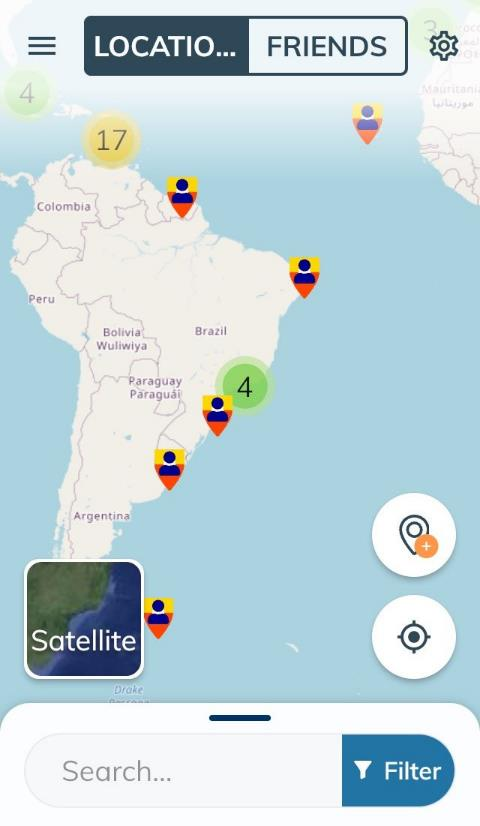 LOCATIO...
FRIENDS
3
4
Mauritania
موريتانيا
17
Colombia
Peru
Brazil
Bolivia
Wuliwiya
Paraguay
Paraguái
4
Argentina
Satellite
Drake
Search...
Filter